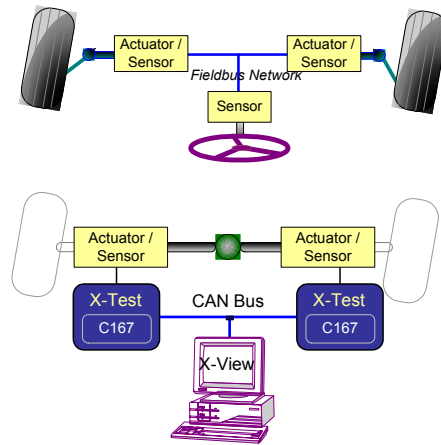 Actuator /
Sensor
Actuator /
Sensor
Fieldbus Network
Sensor
Actuator /
Sensor
Actuator /
Sensor
X-Test
C167
CAN Bus
X-Test
C167
X-View